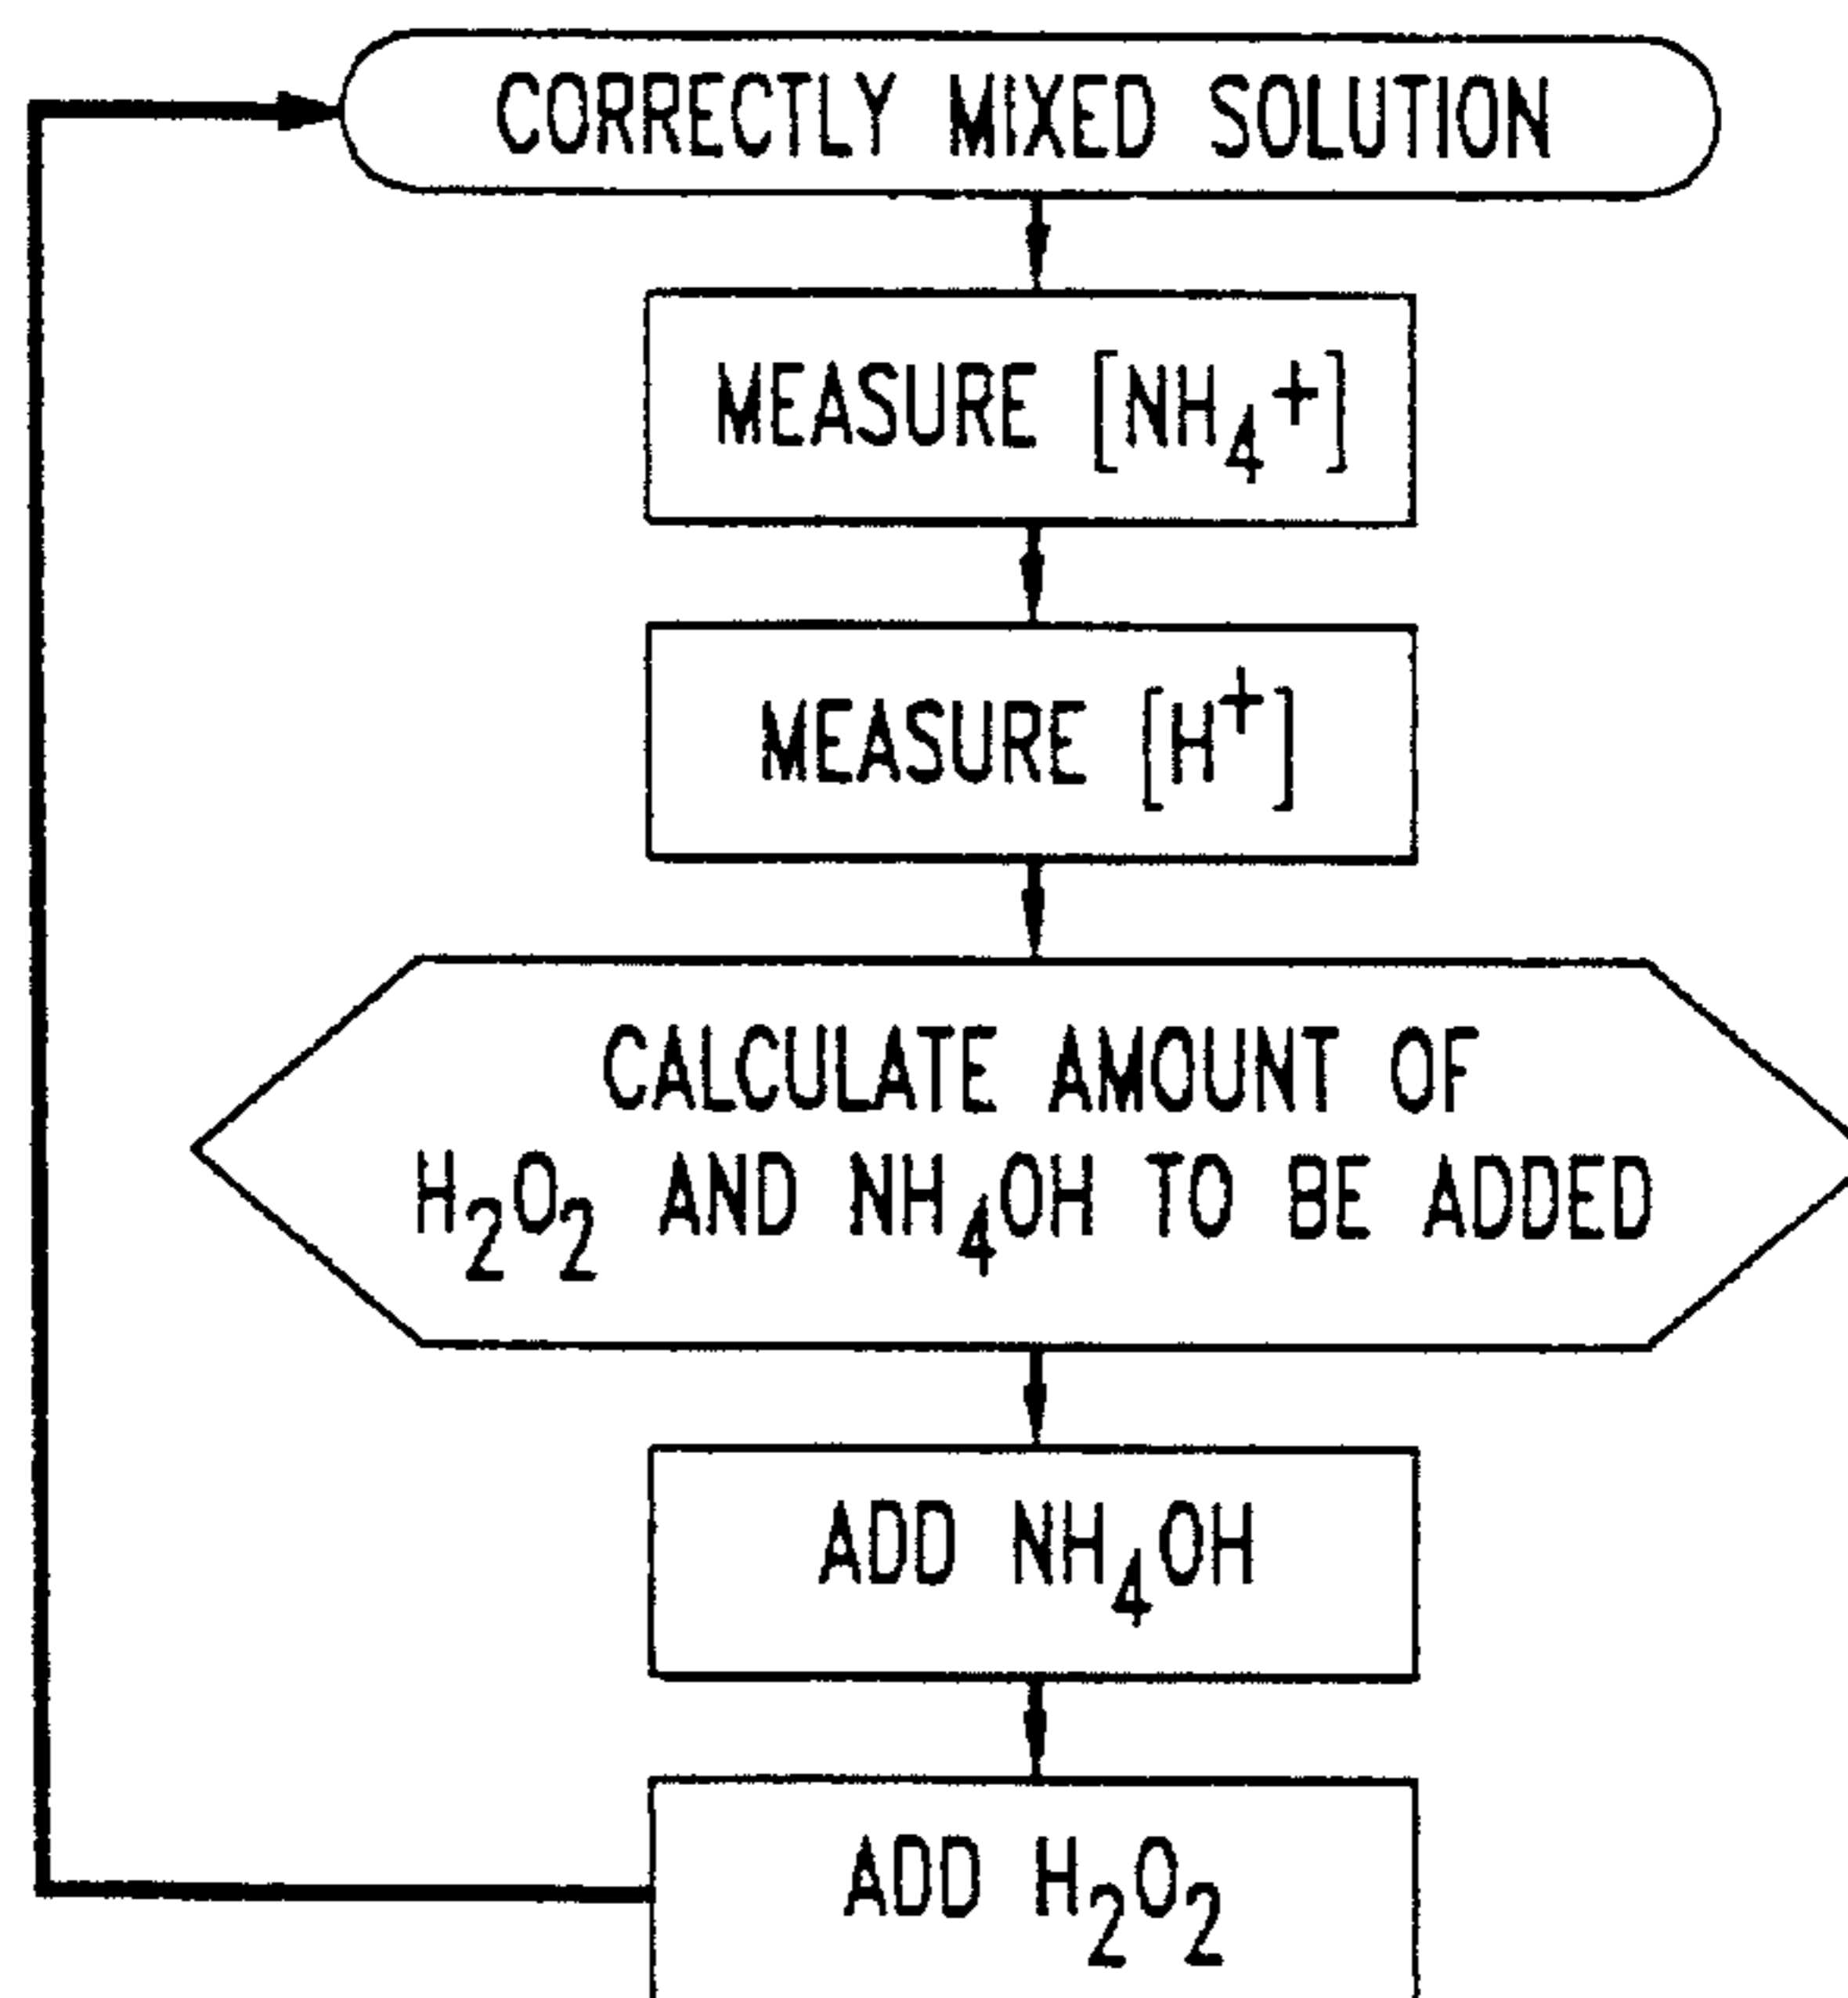 CORRECTLY MIXED SOLUTION
MEASURE [NH₄⁺]
MEASURE [H⁺]
CALCULATE AMOUNT OF
H₂O₂ AND NH₄OH TO BE ADDED
ADD NH₄OH
ADD H₂O₂